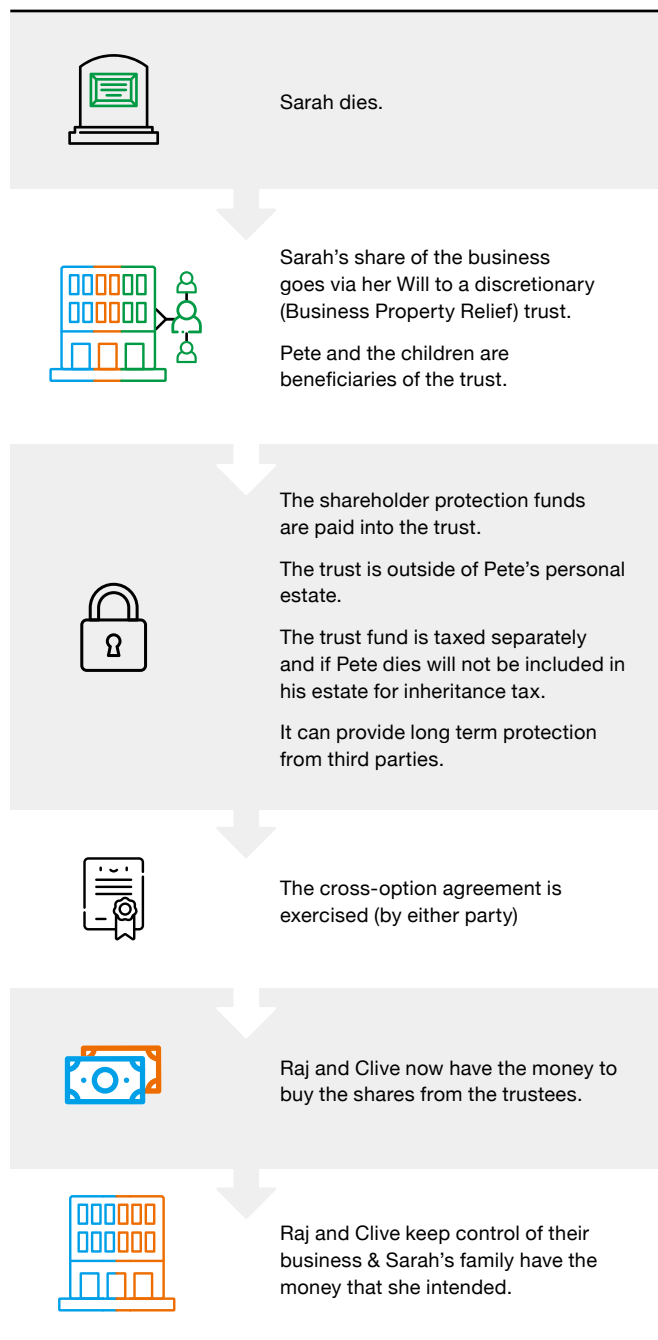 Sarah dies.
Sarah’s share of the business
goes via her Will to a discretionary
(Business Property Relief) trust.
Pete and the children are
beneficiaries of the trust.
The shareholder protection funds
are paid into the trust.
The trust is outside of Pete’s personal
estate.
The trust fund is taxed separately
and if Pete dies will not be included in
his estate for inheritance tax.
It can provide long term protection
from third parties.
The cross-option agreement is
exercised (by either party)
Raj and Clive now have the money to
buy the shares from the trustees.
Raj and Clive keep control of their
business & Sarah’s family have the
money that she intended.